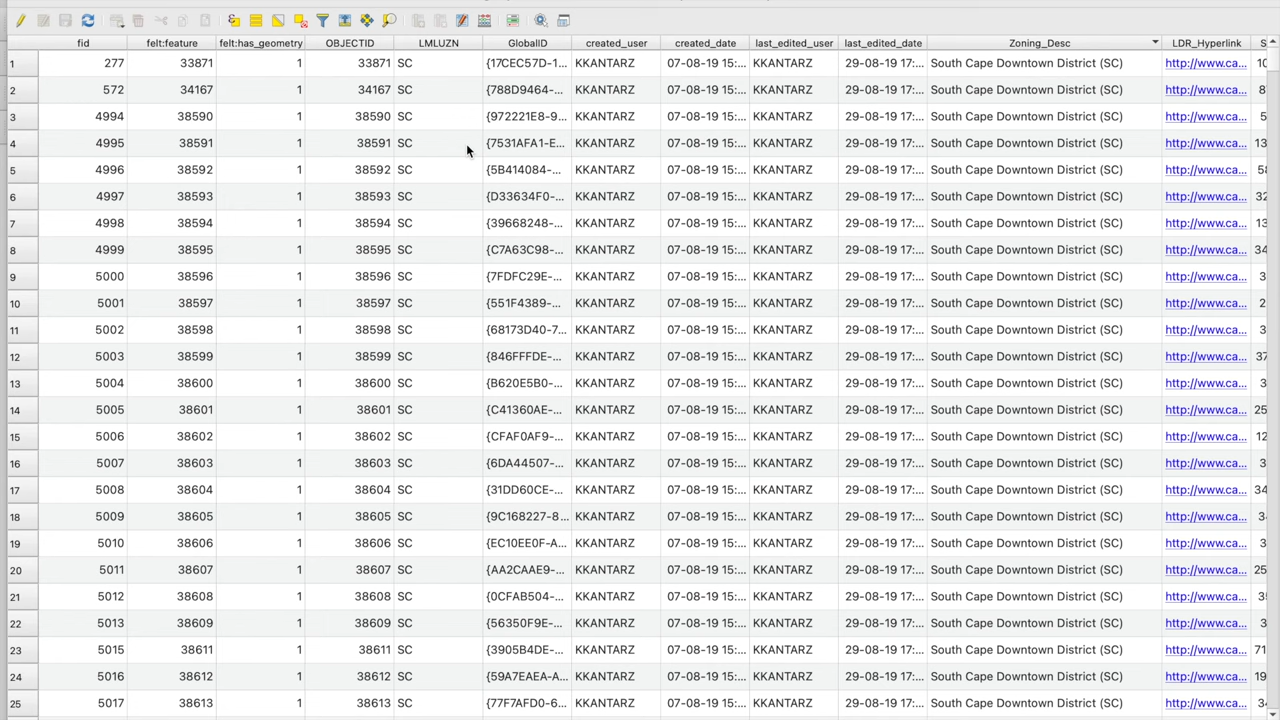 fid felt:feature felt:has_geometry OBJECTID LMLUZN GlobalID created_user created_date last_edited_user last_edited_date Zoning_Desc LDR_Hyperlink S
1 277 33871 1 33871 SC {17CEC57D-1... KKANTARZ 07-08-19 15:... KKANTARZ 29-08-19 17:... South Cape Downtown District (SC) http://www.ca... 10
2 572 34167 1 34167 SC {788D9464-... KKANTARZ 07-08-19 15:... KKANTARZ 29-08-19 17:... South Cape Downtown District (SC) http://www.ca... 8
3 4994 38590 1 38590 SC {972221E8-9... KKANTARZ 07-08-19 15:... KKANTARZ 29-08-19 17:... South Cape Downtown District (SC) http://www.ca... 5
4 4995 38591 1 38591 SC {7531AFA1-E... KKANTARZ 07-08-19 15:... KKANTARZ 29-08-19 17:... South Cape Downtown District (SC) http://www.ca... 13
5 4996 38592 1 38592 SC {5B414084-... KKANTARZ 07-08-19 15:... KKANTARZ 29-08-19 17:... South Cape Downtown District (SC) http://www.ca... 58
6 4997 38593 1 38593 SC {D33634F0-... KKANTARZ 07-08-19 15:... KKANTARZ 29-08-19 17:... South Cape Downtown District (SC) http://www.ca... 32
7 4998 38594 1 38594 SC {39668248-... KKANTARZ 07-08-19 15:... KKANTARZ 29-08-19 17:... South Cape Downtown District (SC) http://www.ca... 13
8 4999 38595 1 38595 SC {C7A63C98-... KKANTARZ 07-08-19 15:... KKANTARZ 29-08-19 17:... South Cape Downtown District (SC) http://www.ca... 34
9 5000 38596 1 38596 SC {7FDFC29E-... KKANTARZ 07-08-19 15:... KKANTARZ 29-08-19 17:... South Cape Downtown District (SC) http://www.ca... 3
10 5001 38597 1 38597 SC {551F4389-... KKANTARZ 07-08-19 15:... KKANTARZ 29-08-19 17:... South Cape Downtown District (SC) http://www.ca... 2
11 5002 38598 1 38598 SC {68173D40-7... KKANTARZ 07-08-19 15:... KKANTARZ 29-08-19 17:... South Cape Downtown District (SC) http://www.ca... 3
12 5003 38599 1 38599 SC {846FFFDE-... KKANTARZ 07-08-19 15:... KKANTARZ 29-08-19 17:... South Cape Downtown District (SC) http://www.ca... 37
13 5004 38600 1 38600 SC {B620E5B0-... KKANTARZ 07-08-19 15:... KKANTARZ 29-08-19 17:... South Cape Downtown District (SC) http://www.ca... 3
14 5005 38601 1 38601 SC {C41360AE-... KKANTARZ 07-08-19 15:... KKANTARZ 29-08-19 17:... South Cape Downtown District (SC) http://www.ca... 25
15 5006 38602 1 38602 SC {CFAF0AF9-... KKANTARZ 07-08-19 15:... KKANTARZ 29-08-19 17:... South Cape Downtown District (SC) http://www.ca... 12
16 5007 38603 1 38603 SC {6DA44507-... KKANTARZ 07-08-19 15:... KKANTARZ 29-08-19 17:... South Cape Downtown District (SC) http://www.ca... 3
17 5008 38604 1 38604 SC {31DD60CE-... KKANTARZ 07-08-19 15:... KKANTARZ 29-08-19 17:... South Cape Downtown District (SC) http://www.ca... 34
18 5009 38605 1 38605 SC {9C168227-8... KKANTARZ 07-08-19 15:... KKANTARZ 29-08-19 17:... South Cape Downtown District (SC) http://www.ca... 3
19 5010 38606 1 38606 SC {EC10EE0F-A... KKANTARZ 07-08-19 15:... KKANTARZ 29-08-19 17:... South Cape Downtown District (SC) http://www.ca... 3
20 5011 38607 1 38607 SC {AA2CAAE9-... KKANTARZ 07-08-19 15:... KKANTARZ 29-08-19 17:... South Cape Downtown District (SC) http://www.ca... 25
21 5012 38608 1 38608 SC {0CFAB504-... KKANTARZ 07-08-19 15:... KKANTARZ 29-08-19 17:... South Cape Downtown District (SC) http://www.ca... 3
22 5013 38609 1 38609 SC {56350F9E-... KKANTARZ 07-08-19 15:... KKANTARZ 29-08-19 17:... South Cape Downtown District (SC) http://www.ca... 3
23 5015 38611 1 38611 SC {3905B4DE-... KKANTARZ 07-08-19 15:... KKANTARZ 29-08-19 17:... South Cape Downtown District (SC) http://www.ca... 71
24 5016 38612 1 38612 SC {59A7EAEA-A... KKANTARZ 07-08-19 15:... KKANTARZ 29-08-19 17:... South Cape Downtown District (SC) http://www.ca... 19
25 5017 38613 1 38613 SC {77F7AFD0-6... KKANTARZ 07-08-19 15:... KKANTARZ 29-08-19 17:... South Cape Downtown District (SC) http://www.ca... 3